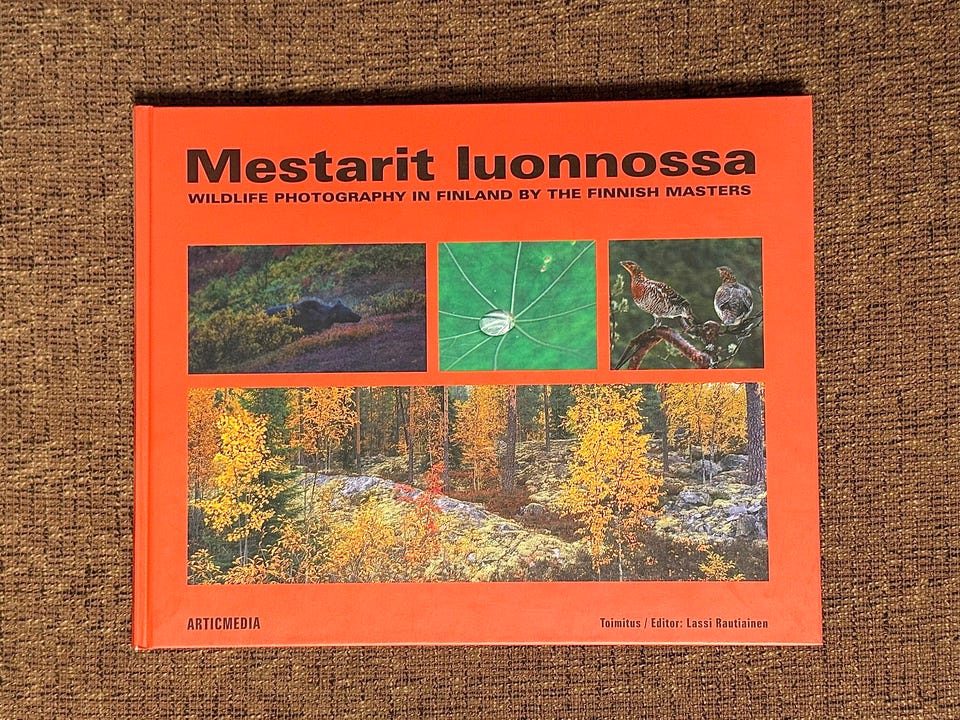 Mestarit luonnossa
WILDLIFE PHOTOGRAPHY IN FINLAND BY THE FINNISH MASTERS
ARTICMEDIA
Toimitus / Editor: Lassi Rautiainen